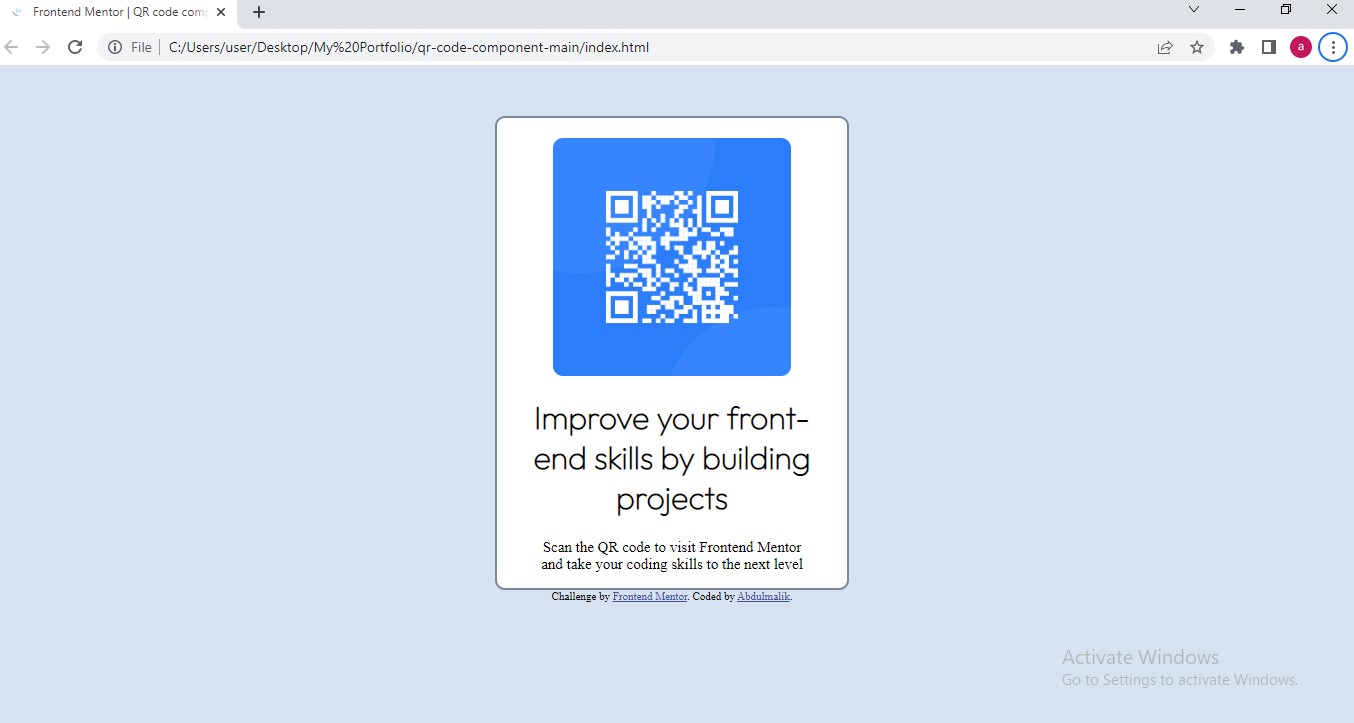 Frontend Mentor | QR code com
File
C:/Users/user/Desktop/My%20Portfolio/qr-code-component-main/index.html
a
Improve your front-
end skills by building
projects
Scan the QR code to visit Frontend Mentor
and take your coding skills to the next level
Challenge by Frontend Mentor. Coded by Abdulmalik.
Activate Windows
Go to Settings to activate Windows.